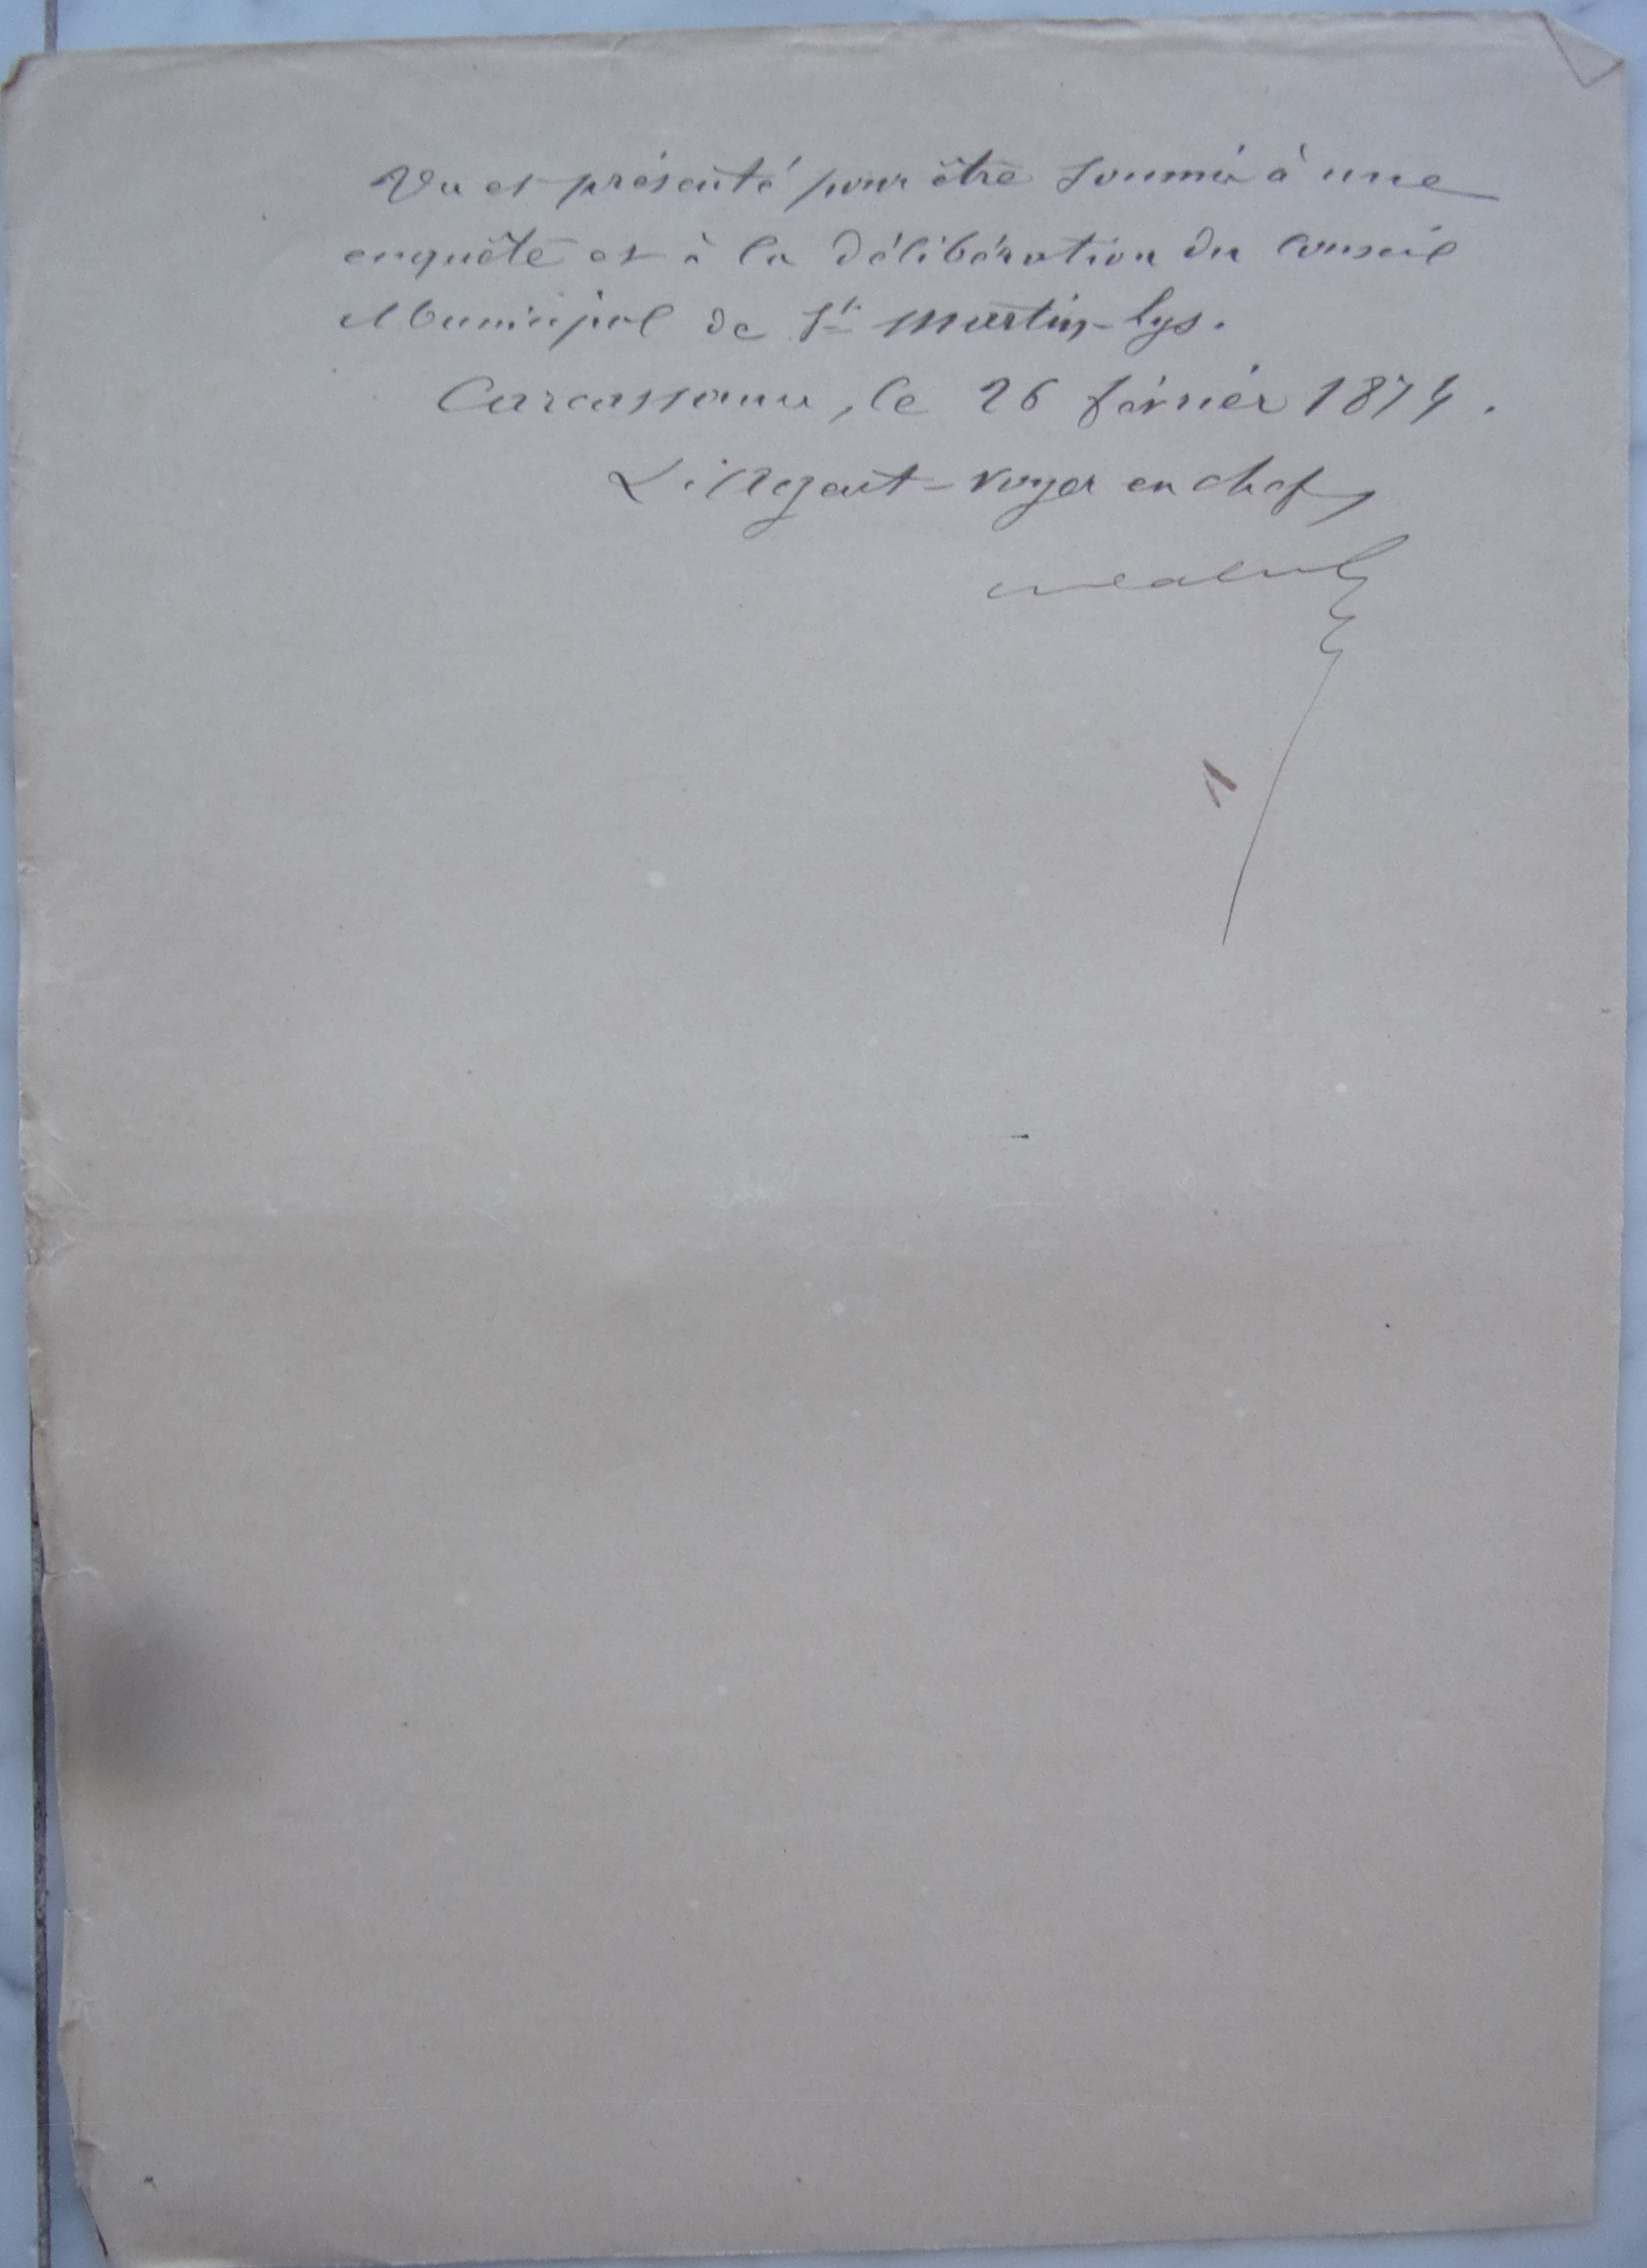 Vu et présenté pour être soumis à une
enquête et à la délibération du Conseil
Municipal de St Martin-Lys.
Carcassonne, le 26 février 1874.
L'Agent-Voyer en chef,